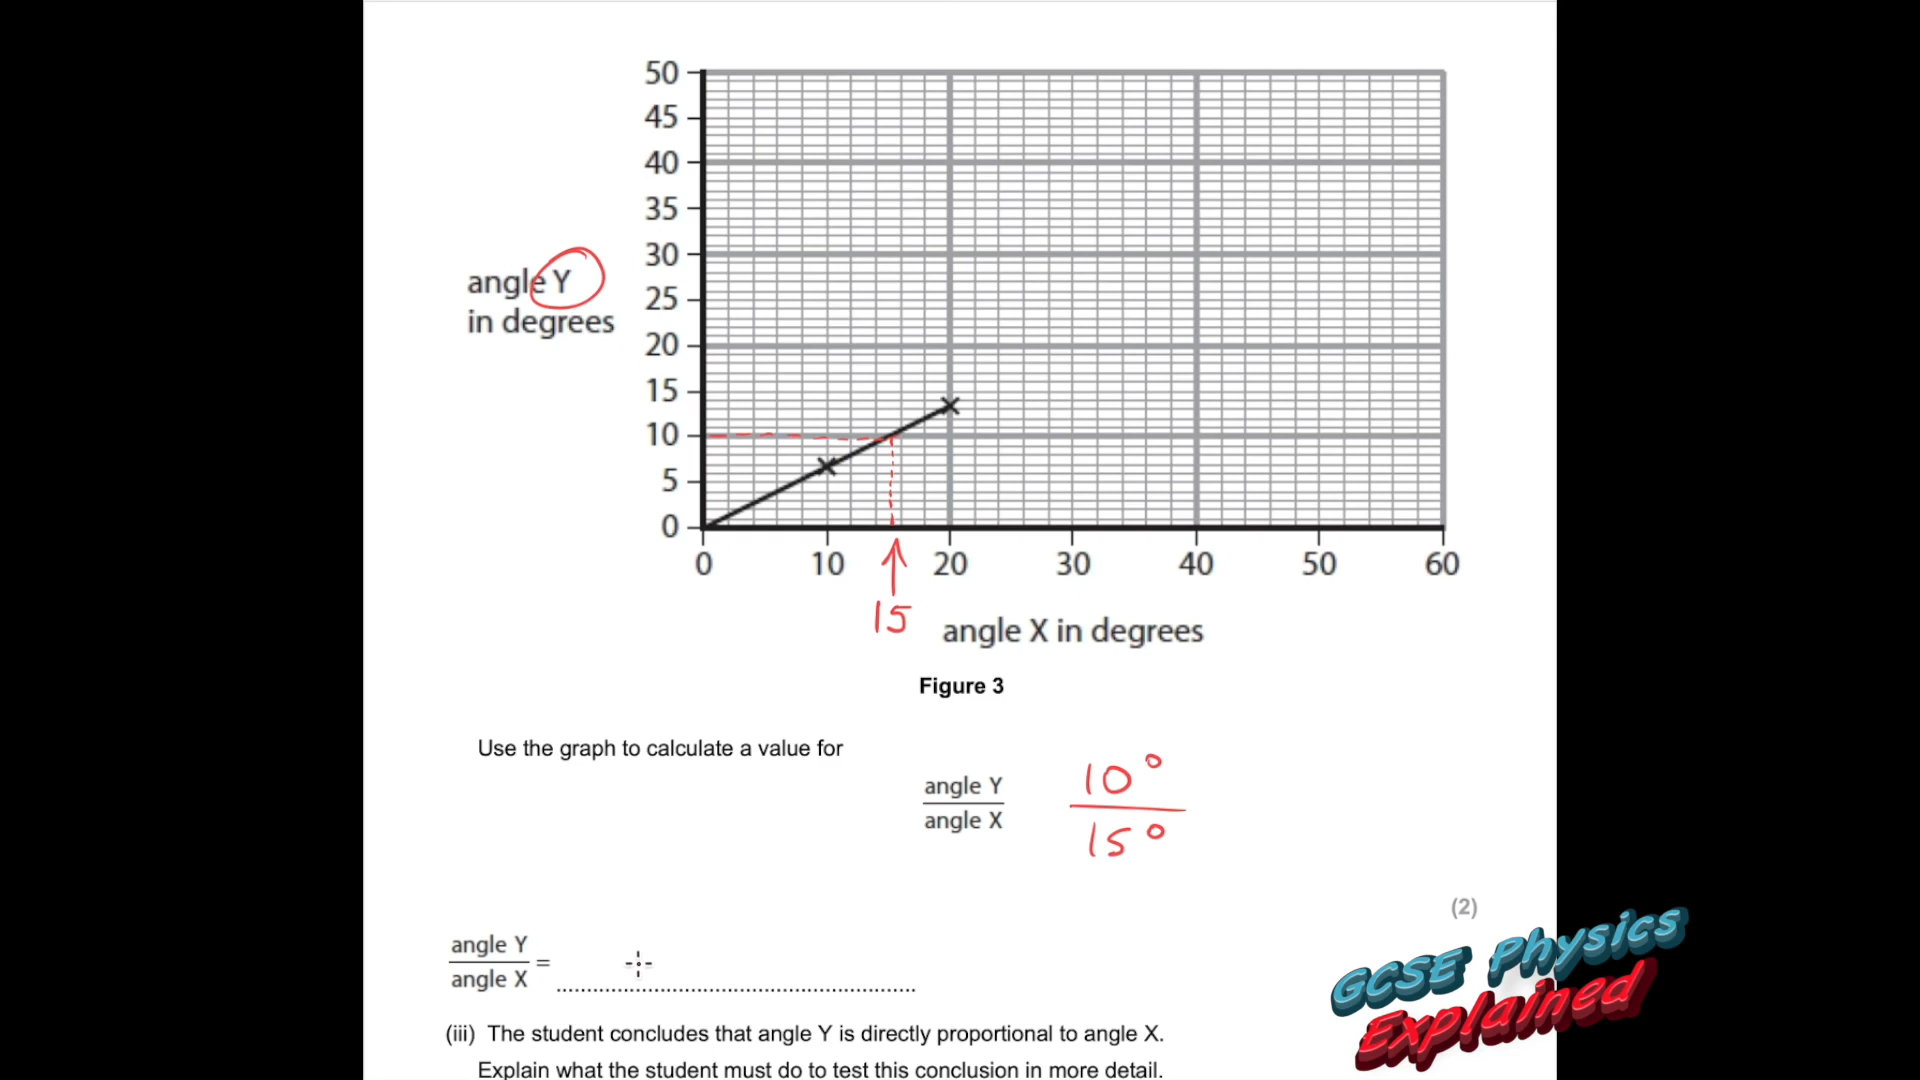 50
45
40
35
30
angle Y
25
in degrees
20
15
10
5
0
0 10 20 30 40 50 60
15
angle X in degrees
Figure 3
Use the graph to calculate a value for
angle Y
angle X
10°
15°
(2)
angle Y
angle X
=
(iii) The student concludes that angle Y is directly proportional to angle X.
Explain what the student must do to test this conclusion in more detail.
GCSE Physics
Explained